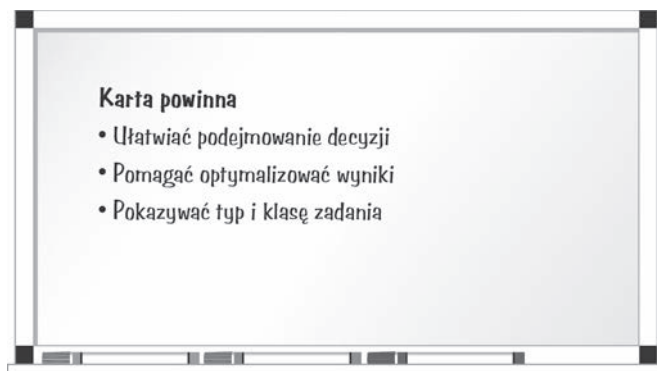 Karta powinna
• Ułatwiać podejmowanie decyzji
• Pomagać optymalizować wyniki
• Pokazywać typ i klasę zadania